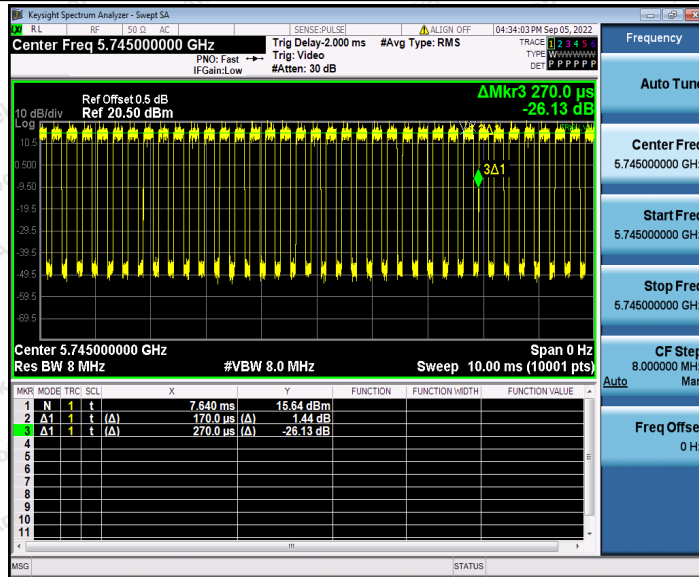 Keysight Spectrum Analyzer - Swept SA
RL RF 50 Ω AC SENSE:PULSE ALIGN OFF 04:34:03 PM Sep 05, 2022
Center Freq 5.745000000 GHz
PNO: Fast
IFGain:Low
Trig Delay-2.000 ms
Trig: Video
#Atten: 30 dB
#Avg Type: RMS
TRACE 1 2 3 4 5 6
TYPE WWWWWW
DET P P P P P P
ΔMkr3 270.0 µs
-26.13 dB
Ref Offset 0.5 dB
10 dB/div Ref 20.50 dBm
Log
10.5
0.500
-9.50
-19.5
-29.5
-39.5
-49.5
-59.5
-69.5
3Δ1
Center 5.745000000 GHz Span 0 Hz
Res BW 8 MHz #VBW 8.0 MHz Sweep 10.00 ms (10001 pts)
MKR MODE TRC SCL X Y FUNCTION FUNCTION WIDTH FUNCTION VALUE
1 N 1 t 7.640 ms 15.64 dBm
2 Δ1 1 t (Δ) 170.0 µs (Δ) 1.44 dB
3 Δ1 1 t (Δ) 270.0 µs (Δ) -26.13 dB
4
5
6
7
8
9
10
11
MSG STATUS
Frequency
Auto Tune
Center Freq
5.745000000 GHz
Start Freq
5.745000000 GHz
Stop Freq
5.745000000 GHz
CF Step
8.000000 MHz
Auto Man
Freq Offset
0 Hz